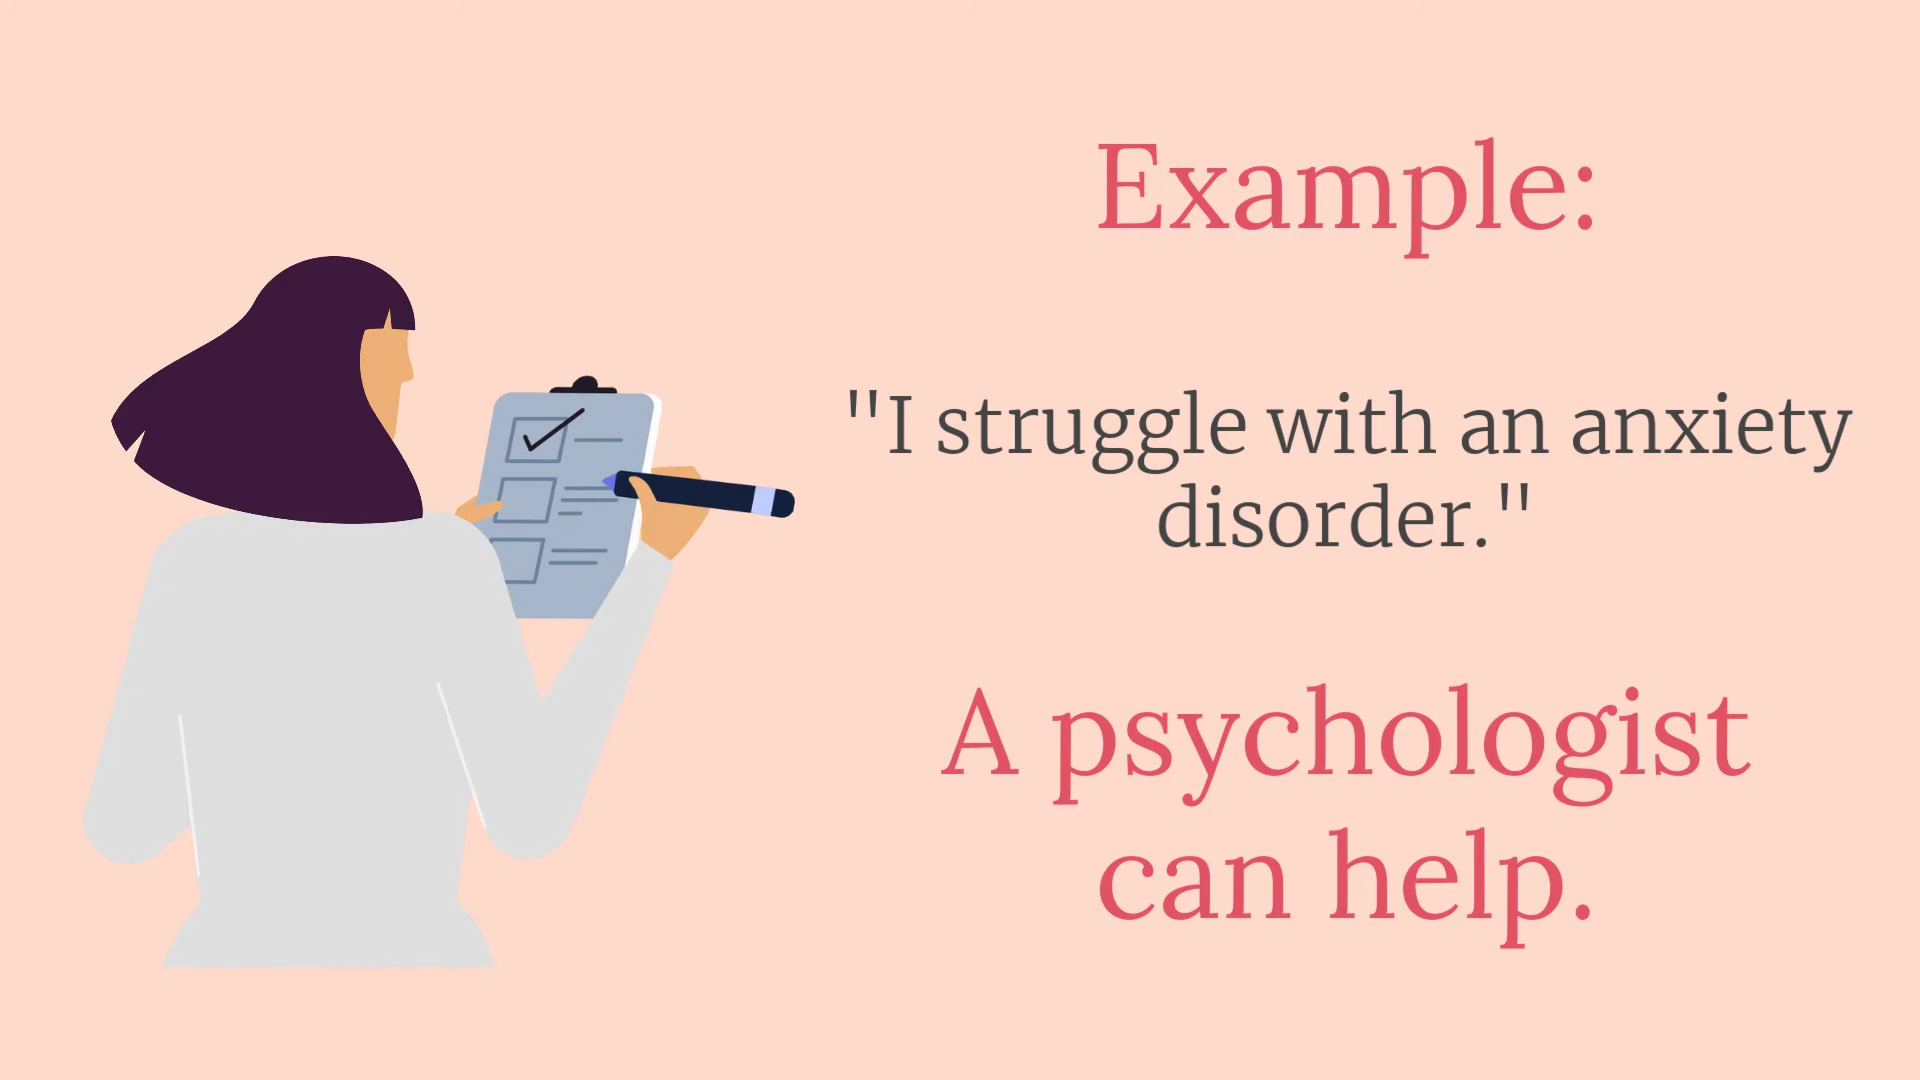 Example:
"I struggle with an anxiety
disorder."
A psychologist
can help.